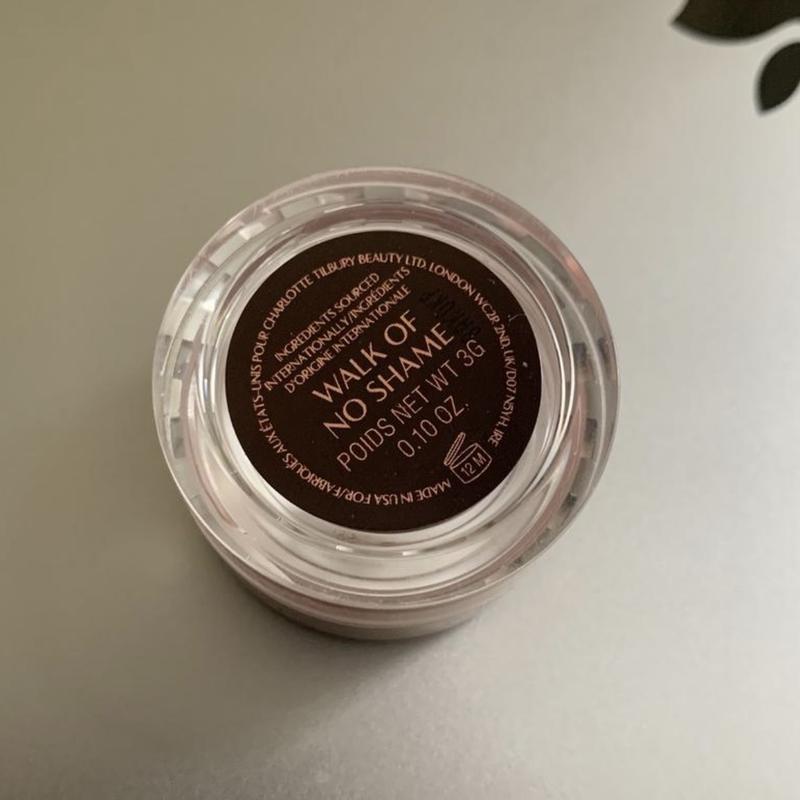 INGREDIENTS SOURCED
INTERNATIONALLY/INGRÉDIENTS
D'ORIGINE INTERNATIONALE
WALK OF
NO SHAME
POIDS NET WT 3G
0.10 OZ.
12 M
MADE IN USA FOR/FABRIQUÉS AUX ÉTATS-UNIS POUR CHARLOTTE TILBURY BEAUTY LTD. LONDON WC2R 2ND, UK/D07 N5YH, IRE